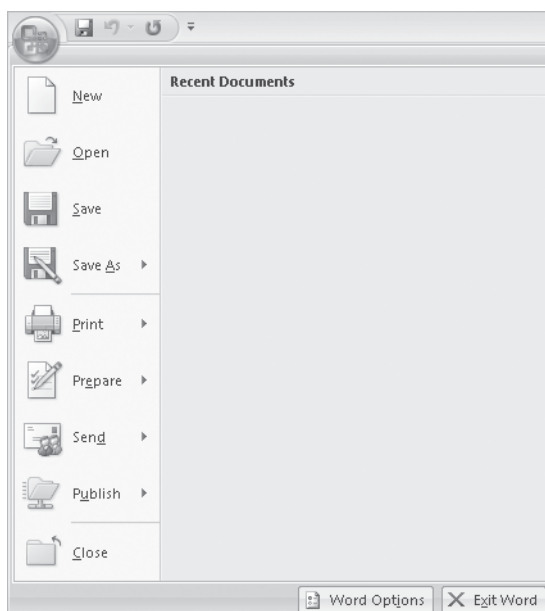 Recent Documents
New
Open
Save
Save As
Print
Prepare
Send
Publish
Close
Word Options
Exit Word